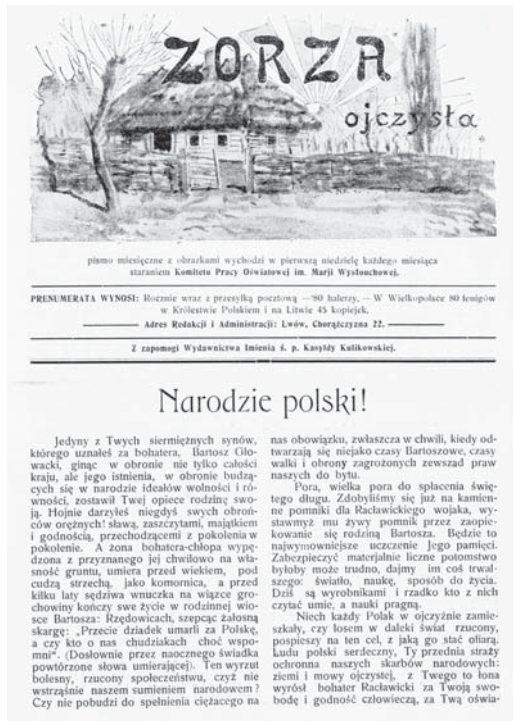 ZORZA
ojczysta
pismo miesięczne z obrazkami wychodzi w pierwszą niedzielę każdego miesiąca
staraniem Komitetu Pracy Oświatowej im. Marji Wysłouchowej.
PRENUMERATA WYNOSI: Rocznie wraz z przesyłką pocztową — 80 halerzy. — W Wielkopolsce 80 fenigów
w Królestwie Polskiem i na Litwie 45 kopiejek.
Adres Redakcji i Administracji: Lwów, Chorążczyzna 22.
Z zapomogi Wydawnictwa Imienia ś. p. Kasyldy Kulikowskiej.
Narodzie polski!
Jedyny z Twych siermiężnych synów,
którego uznałeś za bohatera, Bartosz Gło-
wacki, ginąc w obronie nie tylko całości
kraju, ale jego istnienia, w obronie budzą-
cych się w narodzie ideałów wolności i ró-
wności, zostawił Twej opiece rodzinę swo-
ją. Hojnie darzyłeś niegdyś swych obroń-
ców orężnych! sławą, zaszczytami, majątkiem
i godnością, przechodzącemi z pokolenia w
pokolenie. A żona bohatera-chłopa wypę-
dzona z przyznanego jej chwilowo na wła-
sność gruntu, umiera przed wiekiem, pod
cudzą strzechą, jako komornica, a przed
kilku laty sędziwa wnuczka na wiązce gro-
chowiny kończy swe życie w rodzinnej wio-
sce Bartosza: Rzędowicach, szepcąc żałosną
skargę: „Przecie dziadek umarli za Polskę,
a czy kto o nas chudziakach choć wspo-
mni". (Dosłownie przez naocznego świadka
powtórzone słowa umierającej). Ten wyrzut
bolesny, rzucony społeczeństwu, czyż nie
wstrząśnie naszem sumieniem narodowem?
Czy nie pobudzi do spełnienia ciężącego na
nas obowiązku, zwłaszcza w chwili, kiedy od-
twarzają się niejako czasy Bartoszowe, czasy
walki i obrony zagrożonych zewsząd praw
naszych do bytu.
Pora, wielka pora do spłacenia świę-
tego długu. Zdobyliśmy się już na kamien-
ne pomniki dla Racławickiego wojaka, wy-
stawmyż mu żywy pomnik przez zaopie-
kowanie się rodziną Bartosza. Będzie to
najwymowniejsze uczczenie Jego pamięci.
Zabezpieczyć materjalnie liczne potomstwo
byłoby może trudno, dajmy im coś trwal-
szego: światło, naukę, sposób do życia.
Dziś są wyrobnikami i rzadko kto z nich
czytać umie, a nauki pragną.
Niech każdy Polak w ojczyźnie zamie-
szkały, czy losem w daleki świat rzucony,
pospieszy na ten cel, z jaką go stać ofiarą.
Ludu polski serdeczny, Ty przednia straży
ochronna naszych skarbów narodowych:
ziemi i mowy ojczystej, z Twego to łona
wyrósł bohater Racławicki za Twoją swo-
bodę i godność człowieczą, za Twą oświa-